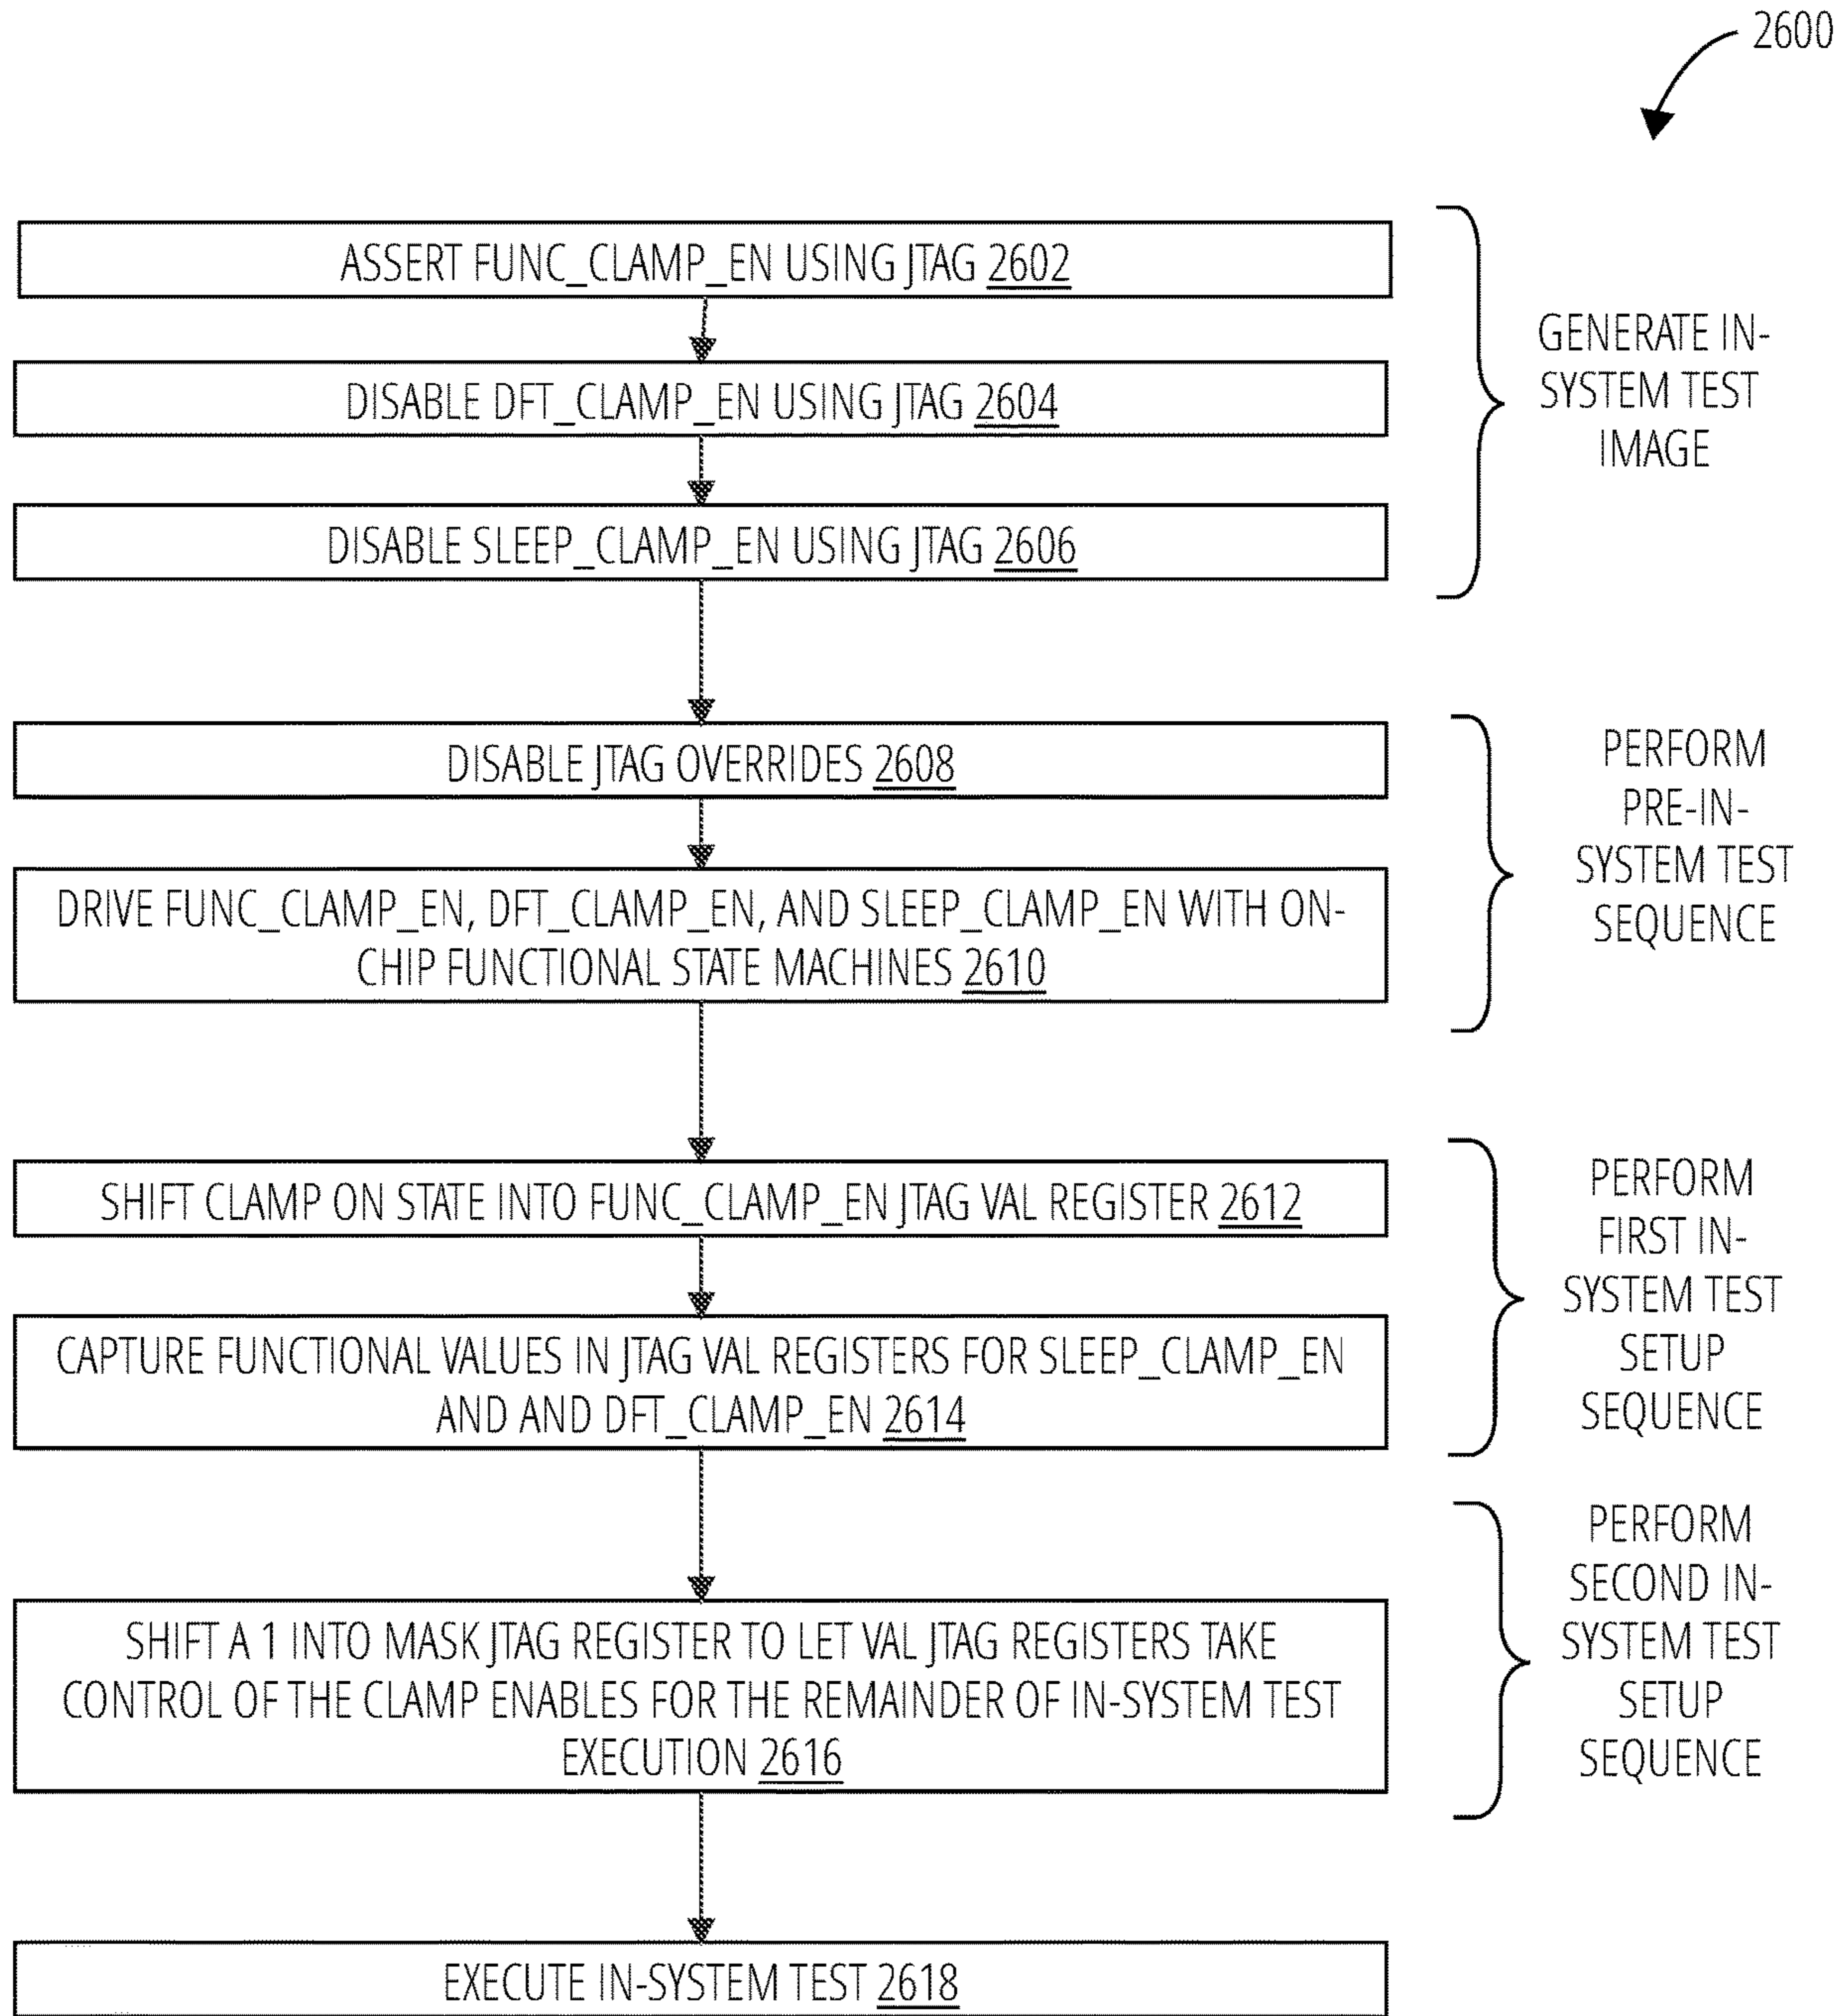 2600
ASSERT FUNC_CLAMP_EN USING JTAG 2602
DISABLE DFT_CLAMP_EN USING JTAG 2604
DISABLE SLEEP_CLAMP_EN USING JTAG 2606
GENERATE IN-
SYSTEM TEST
IMAGE
DISABLE JTAG OVERRIDES 2608
DRIVE FUNC_CLAMP_EN, DFT_CLAMP_EN, AND SLEEP_CLAMP_EN WITH ON-
CHIP FUNCTIONAL STATE MACHINES 2610
PERFORM
PRE-IN-
SYSTEM TEST
SEQUENCE
SHIFT CLAMP ON STATE INTO FUNC_CLAMP_EN JTAG VAL REGISTER 2612
CAPTURE FUNCTIONAL VALUES IN JTAG VAL REGISTERS FOR SLEEP_CLAMP_EN
AND AND DFT_CLAMP_EN 2614
PERFORM
FIRST IN-
SYSTEM TEST
SETUP
SEQUENCE
SHIFT A 1 INTO MASK JTAG REGISTER TO LET VAL JTAG REGISTERS TAKE
CONTROL OF THE CLAMP ENABLES FOR THE REMAINDER OF IN-SYSTEM TEST
EXECUTION 2616
PERFORM
SECOND IN-
SYSTEM TEST
SETUP
SEQUENCE
EXECUTE IN-SYSTEM TEST 2618